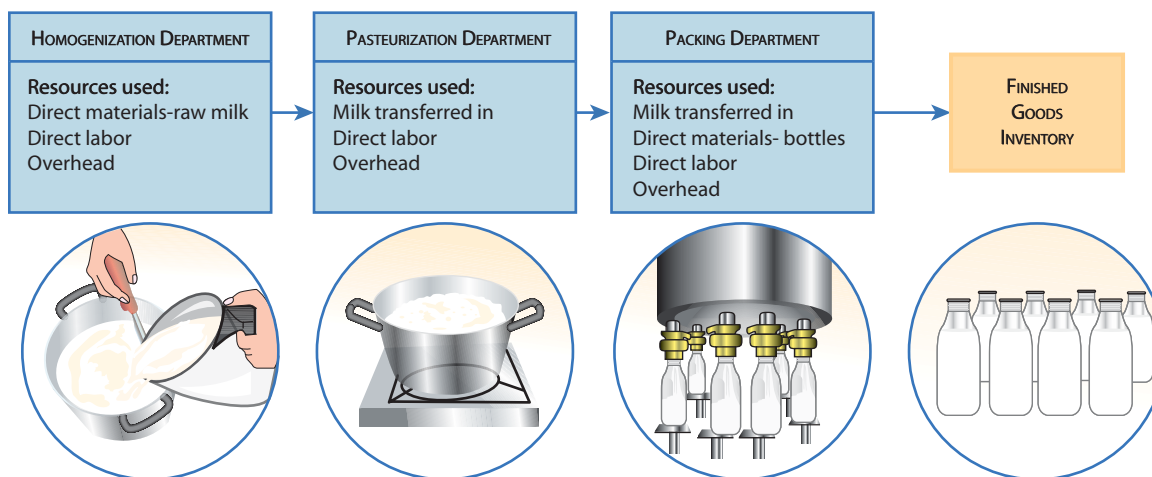 HOMOGENIZATION DEPARTMENT
Resources used:
Direct materials-raw milk
Direct labor
Overhead
PASTEURIZATION DEPARTMENT
Resources used:
Milk transferred in
Direct labor
Overhead
PACKING DEPARTMENT
Resources used:
Milk transferred in
Direct materials- bottles
Direct labor
Overhead
FINISHED
GOODS
INVENTORY